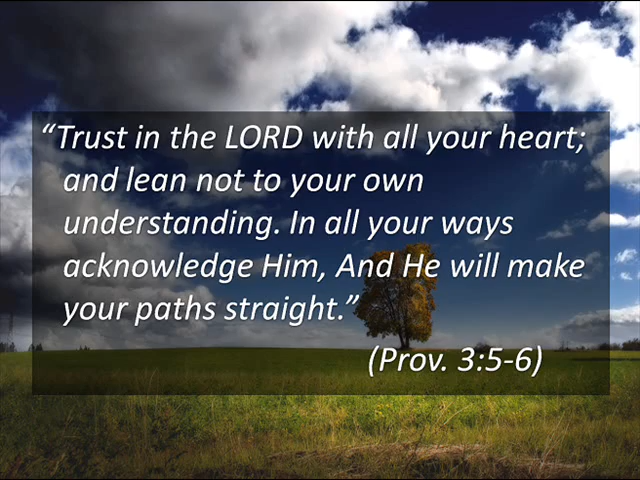 “Trust in the LORD with all your heart;
and lean not to your own
understanding. In all your ways
acknowledge Him, And He will make
your paths straight.”
(Prov. 3:5-6)